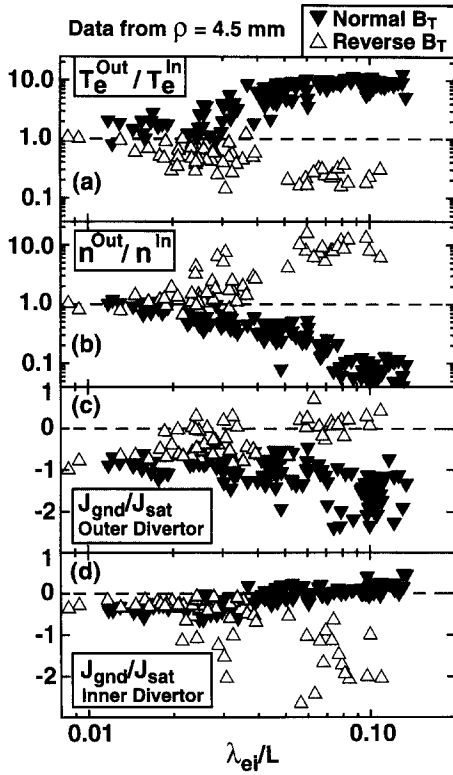 Data from ρ = 4.5 mm
▼ Normal B_T
△ Reverse B_T
T_e^Out / T_e^In
10.0
1.0
0.1
(a)
n^Out / n^in
10.0
1.0
0.1
(b)
1
(c)
0
-1
J_gnd/J_sat
Outer Divertor
-2
1
(d)
0
-1
J_gnd/J_sat
Inner Divertor
-2
0.01
0.10
λ_ei/L